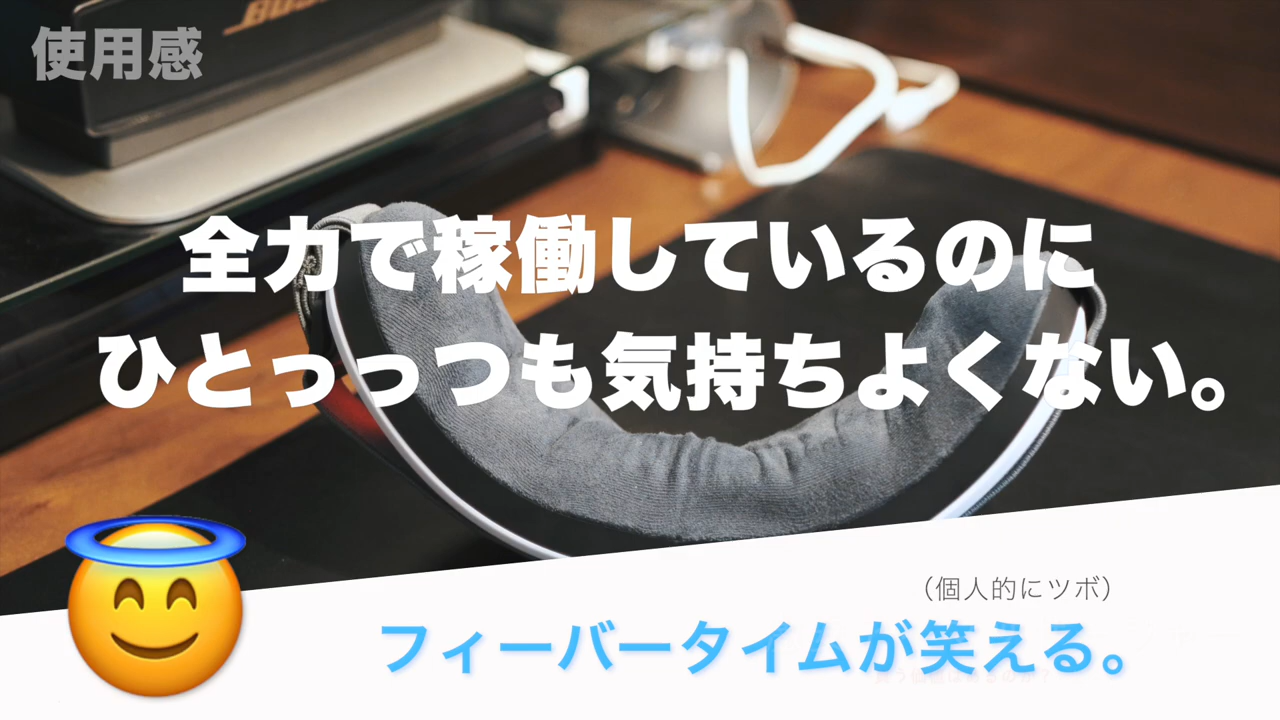 使用感
全力で稼働しているのに
ひとっっつも気持ちよくない。
（個人的にツボ）
フィーバータイムが笑える。